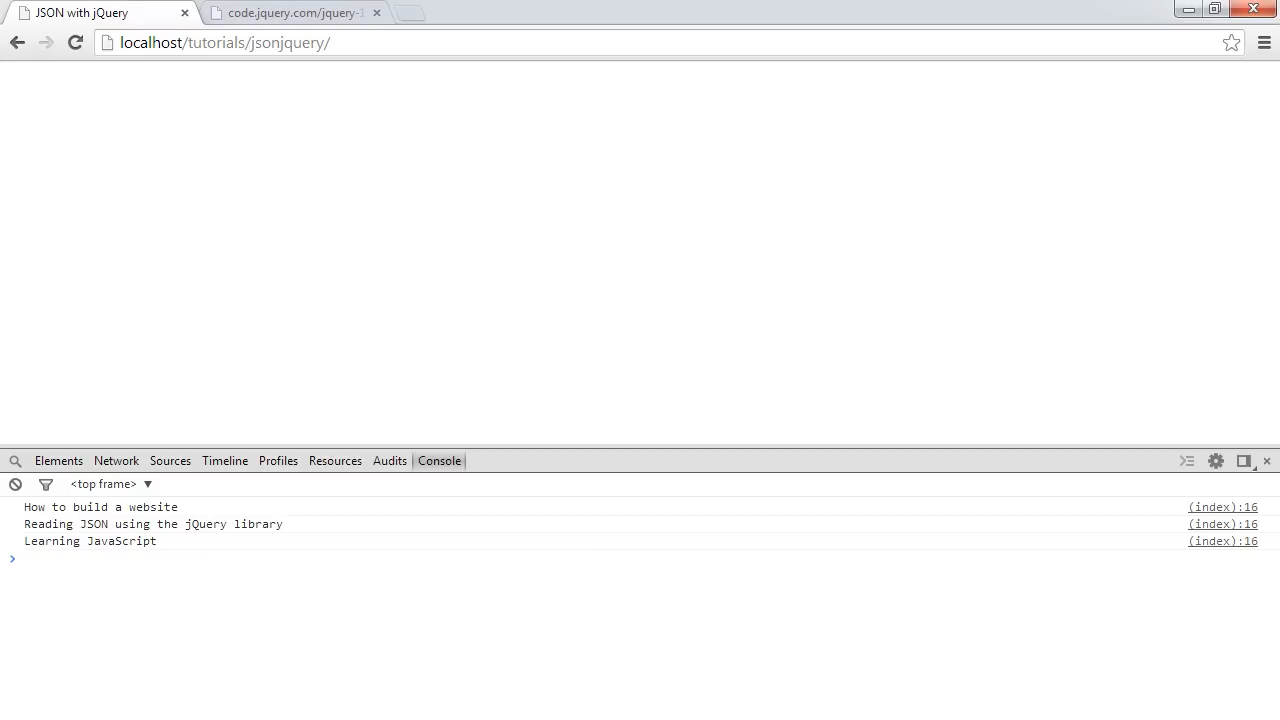 JSON with jQuery
code.jquery.com/jquery-1
localhost/tutorials/jsonjquery/
Elements Network Sources Timeline Profiles Resources Audits Console
<top frame>
How to build a website (index):16
Reading JSON using the jQuery library (index):16
Learning JavaScript (index):16